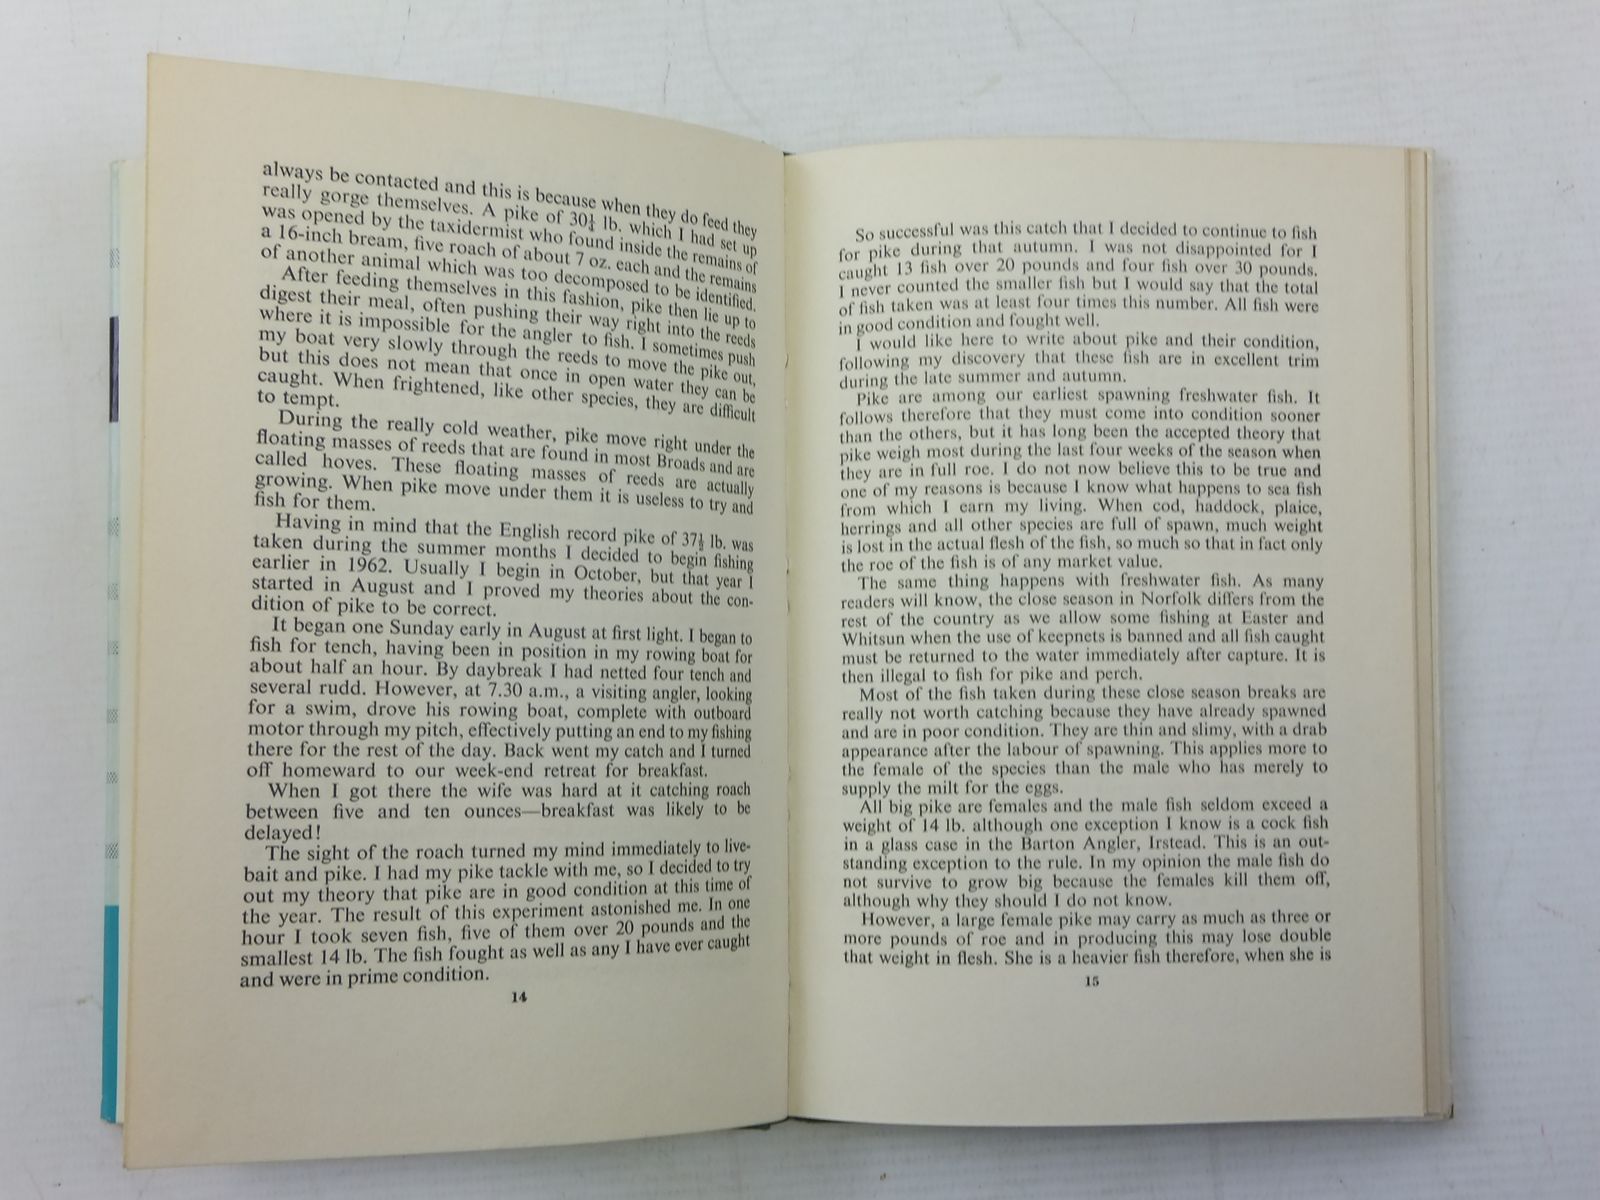 always be contacted and this is because when they do feed they
really gorge themselves. A pike of 30¼ lb. which I had set up
was opened by the taxidermist who found inside the remains of
a 16-inch bream, five roach of about 7 oz. each and the remains
of another animal which was too decomposed to be identified.
After feeding themselves in this fashion, pike then lie up to
digest their meal, often pushing their way right into the reeds
where it is impossible for the angler to fish. I sometimes push
my boat very slowly through the reeds to move the pike out,
but this does not mean that once in open water they can be
caught. When frightened, like other species, they are difficult
to tempt.
During the really cold weather, pike move right under the
floating masses of reeds that are found in most Broads and are
called hoves. These floating masses of reeds are actually
growing. When pike move under them it is useless to try and
fish for them.
Having in mind that the English record pike of 37½ lb. was
taken during the summer months I decided to begin fishing
earlier in 1962. Usually I begin in October, but that year I
started in August and I proved my theories about the con-
dition of pike to be correct.
It began one Sunday early in August at first light. I began to
fish for tench, having been in position in my rowing boat for
about half an hour. By daybreak I had netted four tench and
several rudd. However, at 7.30 a.m., a visiting angler, looking
for a swim, drove his rowing boat, complete with outboard
motor through my pitch, effectively putting an end to my fishing
there for the rest of the day. Back went my catch and I turned
off homeward to our week-end retreat for breakfast.
When I got there the wife was hard at it catching roach
between five and ten ounces—breakfast was likely to be
delayed!
The sight of the roach turned my mind immediately to live-
bait and pike. I had my pike tackle with me, so I decided to try
out my theory that pike are in good condition at this time of
the year. The result of this experiment astonished me. In one
hour I took seven fish, five of them over 20 pounds and the
smallest 14 lb. The fish fought as well as any I have ever caught
and were in prime condition.
14
So successful was this catch that I decided to continue to fish
for pike during that autumn. I was not disappointed for I
caught 13 fish over 20 pounds and four fish over 30 pounds.
I never counted the smaller fish but I would say that the total
of fish taken was at least four times this number. All fish were
in good condition and fought well.
I would like here to write about pike and their condition,
following my discovery that these fish are in excellent trim
during the late summer and autumn.
Pike are among our earliest spawning freshwater fish. It
follows therefore that they must come into condition sooner
than the others, but it has long been the accepted theory that
pike weigh most during the last four weeks of the season when
they are in full roe. I do not now believe this to be true and
one of my reasons is because I know what happens to sea fish
from which I earn my living. When cod, haddock, plaice,
herrings and all other species are full of spawn, much weight
is lost in the actual flesh of the fish, so much so that in fact only
the roe of the fish is of any market value.
The same thing happens with freshwater fish. As many
readers will know, the close season in Norfolk differs from the
rest of the country as we allow some fishing at Easter and
Whitsun when the use of keepnets is banned and all fish caught
must be returned to the water immediately after capture. It is
then illegal to fish for pike and perch.
Most of the fish taken during these close season breaks are
really not worth catching because they have already spawned
and are in poor condition. They are thin and slimy, with a drab
appearance after the labour of spawning. This applies more to
the female of the species than the male who has merely to
supply the milt for the eggs.
All big pike are females and the male fish seldom exceed a
weight of 14 lb. although one exception I know is a cock fish
in a glass case in the Barton Angler, Irstead. This is an out-
standing exception to the rule. In my opinion the male fish do
not survive to grow big because the females kill them off,
although why they should I do not know.
However, a large female pike may carry as much as three or
more pounds of roe and in producing this may lose double
that weight in flesh. She is a heavier fish therefore, when she is
15